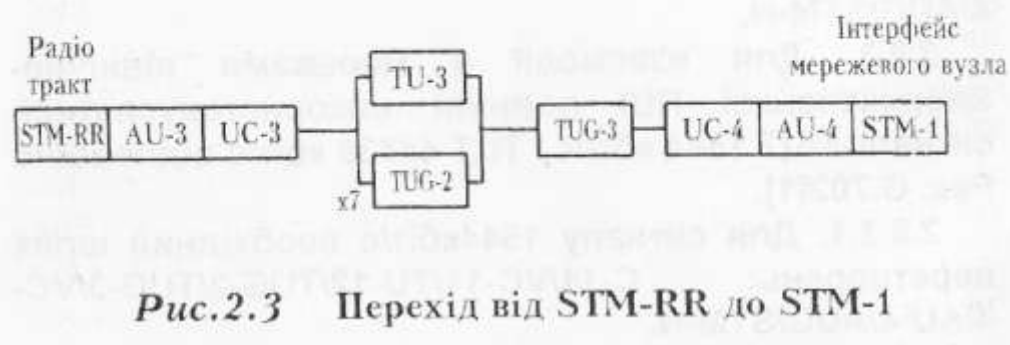 Радіо
тракт
Інтерфейс
мережевого вузла
STM-RR AU-3 UC-3 TU-3 TUG-2 x7 TUG-3 UC-4 AU-4 STM-1
Рис.2.3 Перехід від STM-RR до STM-1